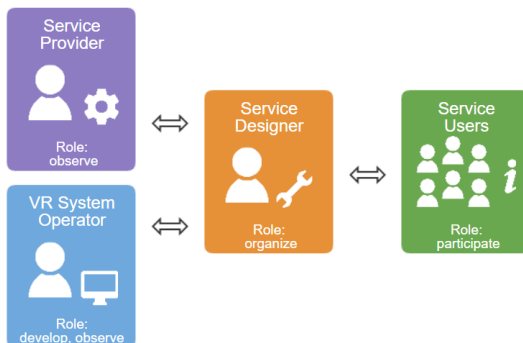 Service
Provider
Role:
observe
VR System
Operator
Role:
develop, observe
Service
Designer
Role:
organize
Service
Users
i
Role:
participate